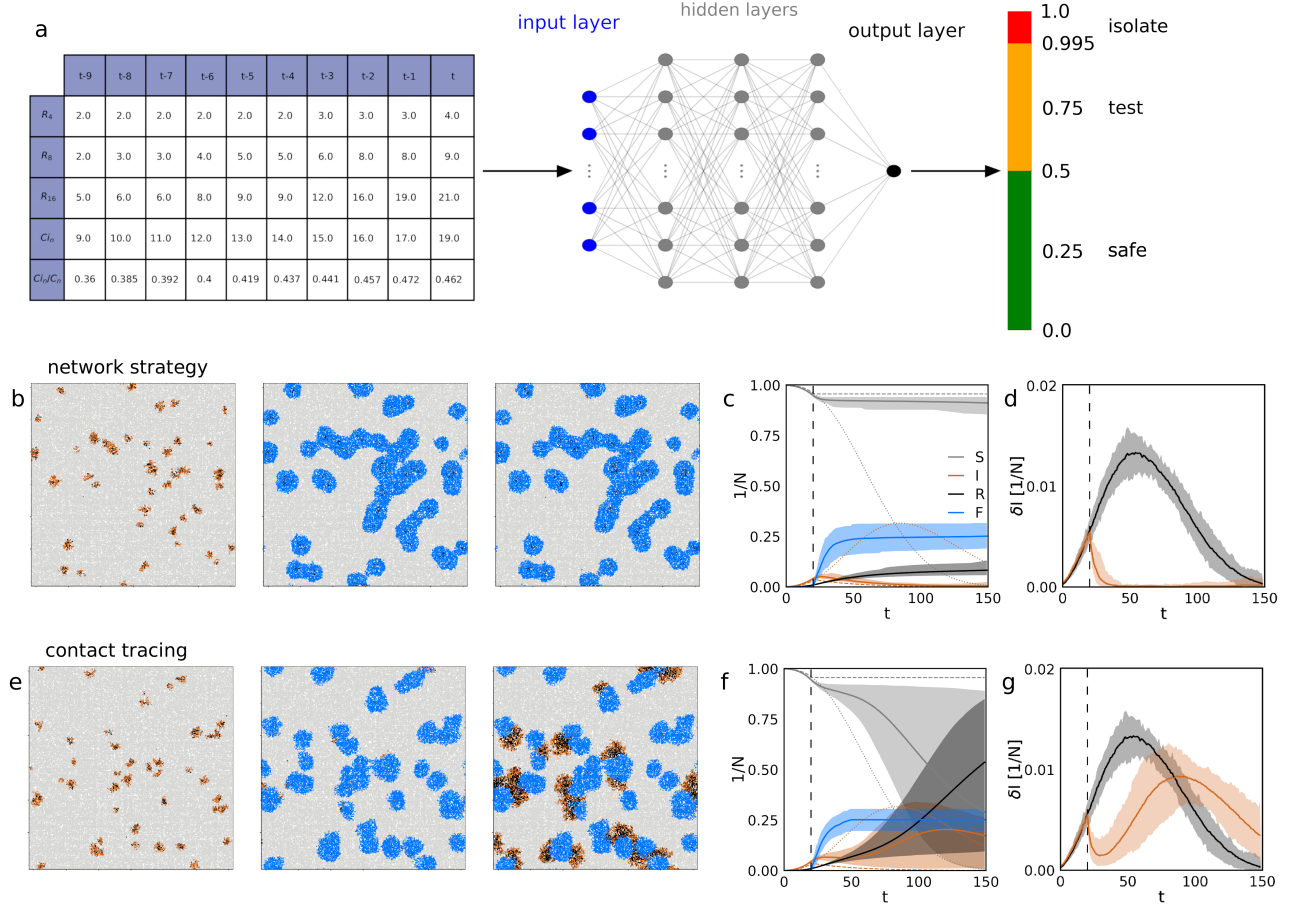 a
t-9 t-8 t-7 t-6 t-5 t-4 t-3 t-2 t-1 t
R4 2.0 2.0 2.0 2.0 2.0 2.0 3.0 3.0 3.0 4.0
R8 2.0 3.0 3.0 4.0 5.0 5.0 6.0 8.0 8.0 9.0
R16 5.0 6.0 6.0 8.0 9.0 9.0 12.0 16.0 19.0 21.0
Cin 9.0 10.0 11.0 12.0 13.0 14.0 15.0 16.0 17.0 19.0
Cin/Cn 0.36 0.385 0.392 0.4 0.419 0.437 0.441 0.457 0.472 0.462
input layer
hidden layers
output layer
1.0
0.995
0.75
0.5
0.25
0.0
isolate
test
safe
network strategy
b
c
1.00
0.75
0.50
0.25
0.00
1/N
S
I
R
F
0 50 100 150
t
d
0.02
0.01
0.00
δI [1/N]
0 50 100 150
t
contact tracing
e
f
1.00
0.75
0.50
0.25
0.00
1/N
0 50 100 150
t
g
0.02
0.01
0.00
δI [1/N]
0 50 100 150
t